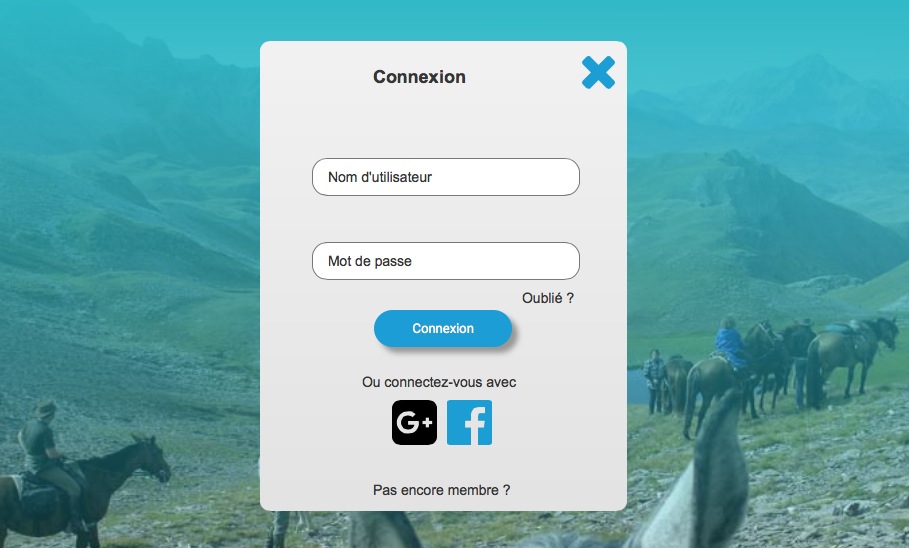 Connexion
Nom d'utilisateur
Mot de passe
Oublié ?
Connexion
Ou connectez-vous avec
G+ f
Pas encore membre ?